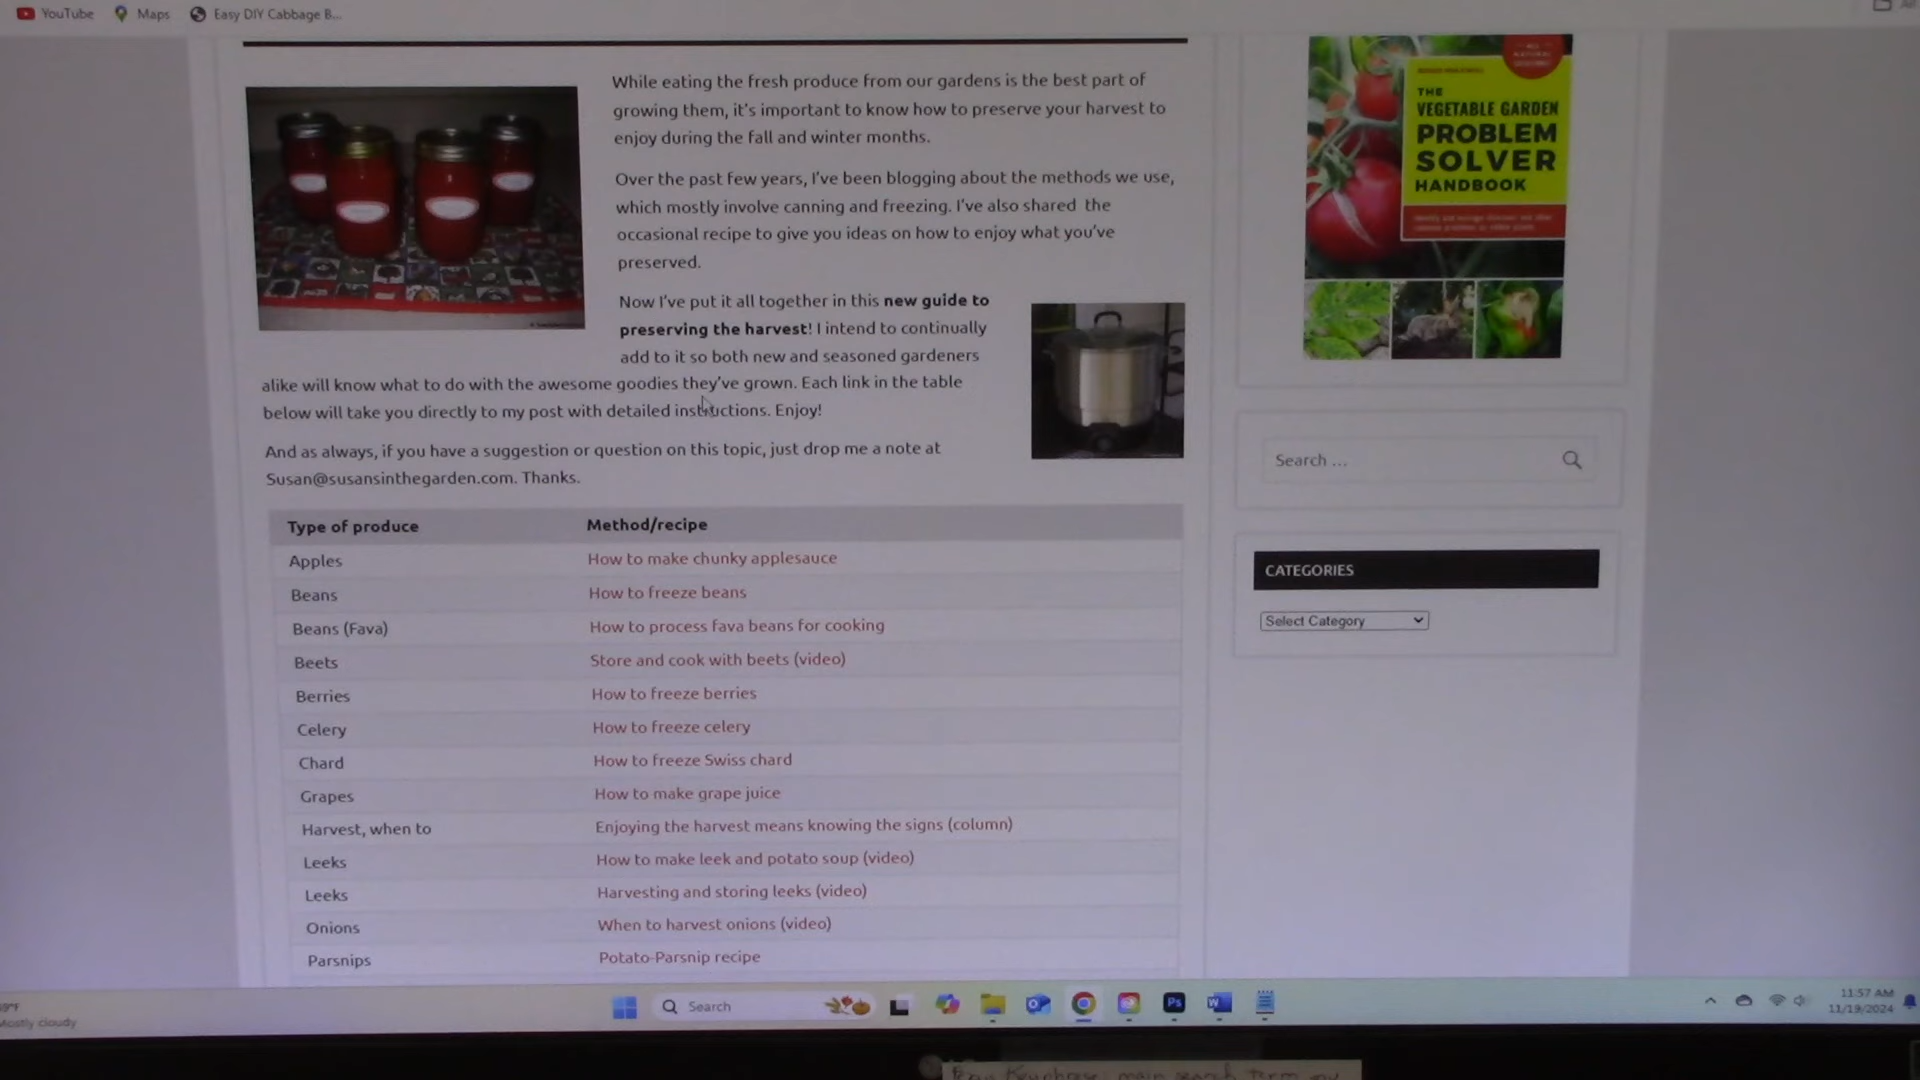 YouTube
Maps
Easy DIY Cabbage B...
While eating the fresh produce from our gardens is the best part of
growing them, it's important to know how to preserve your harvest to
enjoy during the fall and winter months.
Over the past few years, I've been blogging about the methods we use,
which mostly involve canning and freezing. I've also shared the
occasional recipe to give you ideas on how to enjoy what you've
preserved.
Now I've put it all together in this new guide to
preserving the harvest! I intend to continually
add to it so both new and seasoned gardeners
alike will know what to do with the awesome goodies they've grown. Each link in the table
below will take you directly to my post with detailed instructions. Enjoy!
And as always, if you have a suggestion or question on this topic, just drop me a note at
Susan@susansinthegarden.com. Thanks.
Type of produce Method/recipe
Apples How to make chunky applesauce
Beans How to freeze beans
Beans (Fava) How to process fava beans for cooking
Beets Store and cook with beets (video)
Berries How to freeze berries
Celery How to freeze celery
Chard How to freeze Swiss chard
Grapes How to make grape juice
Harvest, when to Enjoying the harvest means knowing the signs (column)
Leeks How to make leek and potato soup (video)
Leeks Harvesting and storing leeks (video)
Onions When to harvest onions (video)
Parsnips Potato-Parsnip recipe
THE
VEGETABLE GARDEN
PROBLEM
SOLVER
HANDBOOK
Search ...
CATEGORIES
Select Category
Mostly cloudy
Search
Ps
W
11:57 AM
11/19/2024
main search term